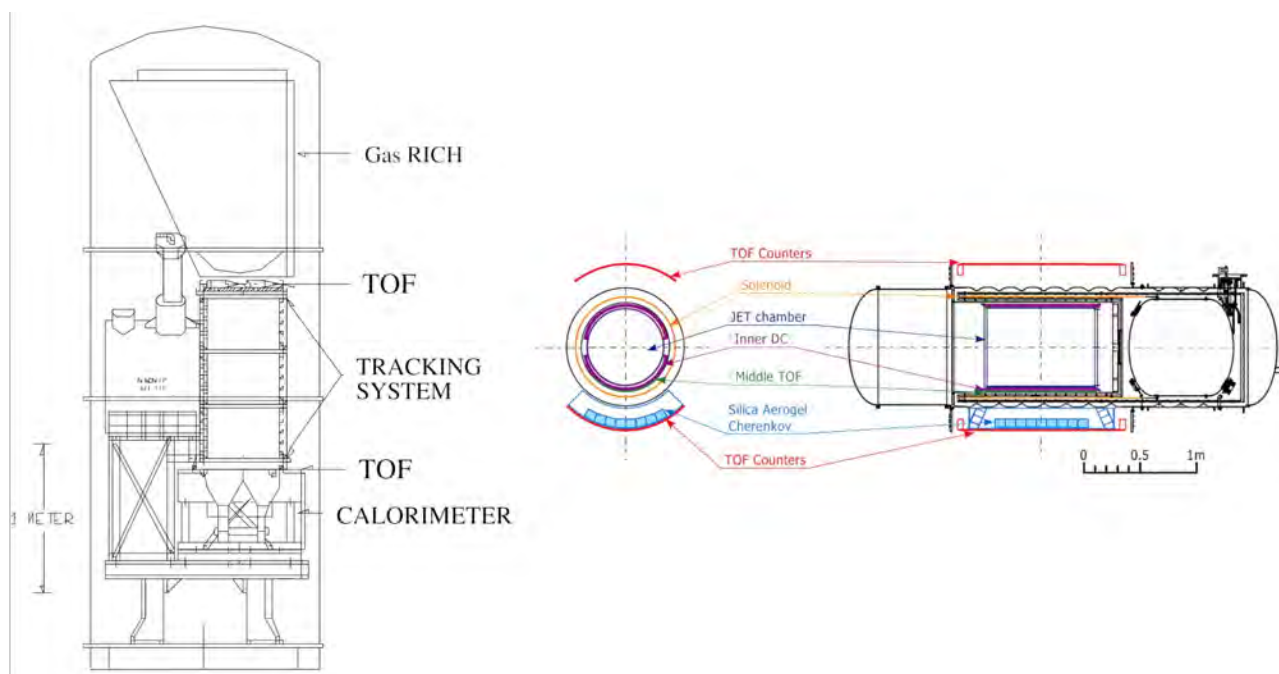 Gas RICH
TOF
TRACKING
SYSTEM
TOF
CALORIMETER
METER
TOF Counters
Solenoid
JET chamber
Inner DC
Middle TOF
Silica Aerogel
Cherenkov
TOF Counters
0 0.5 1m